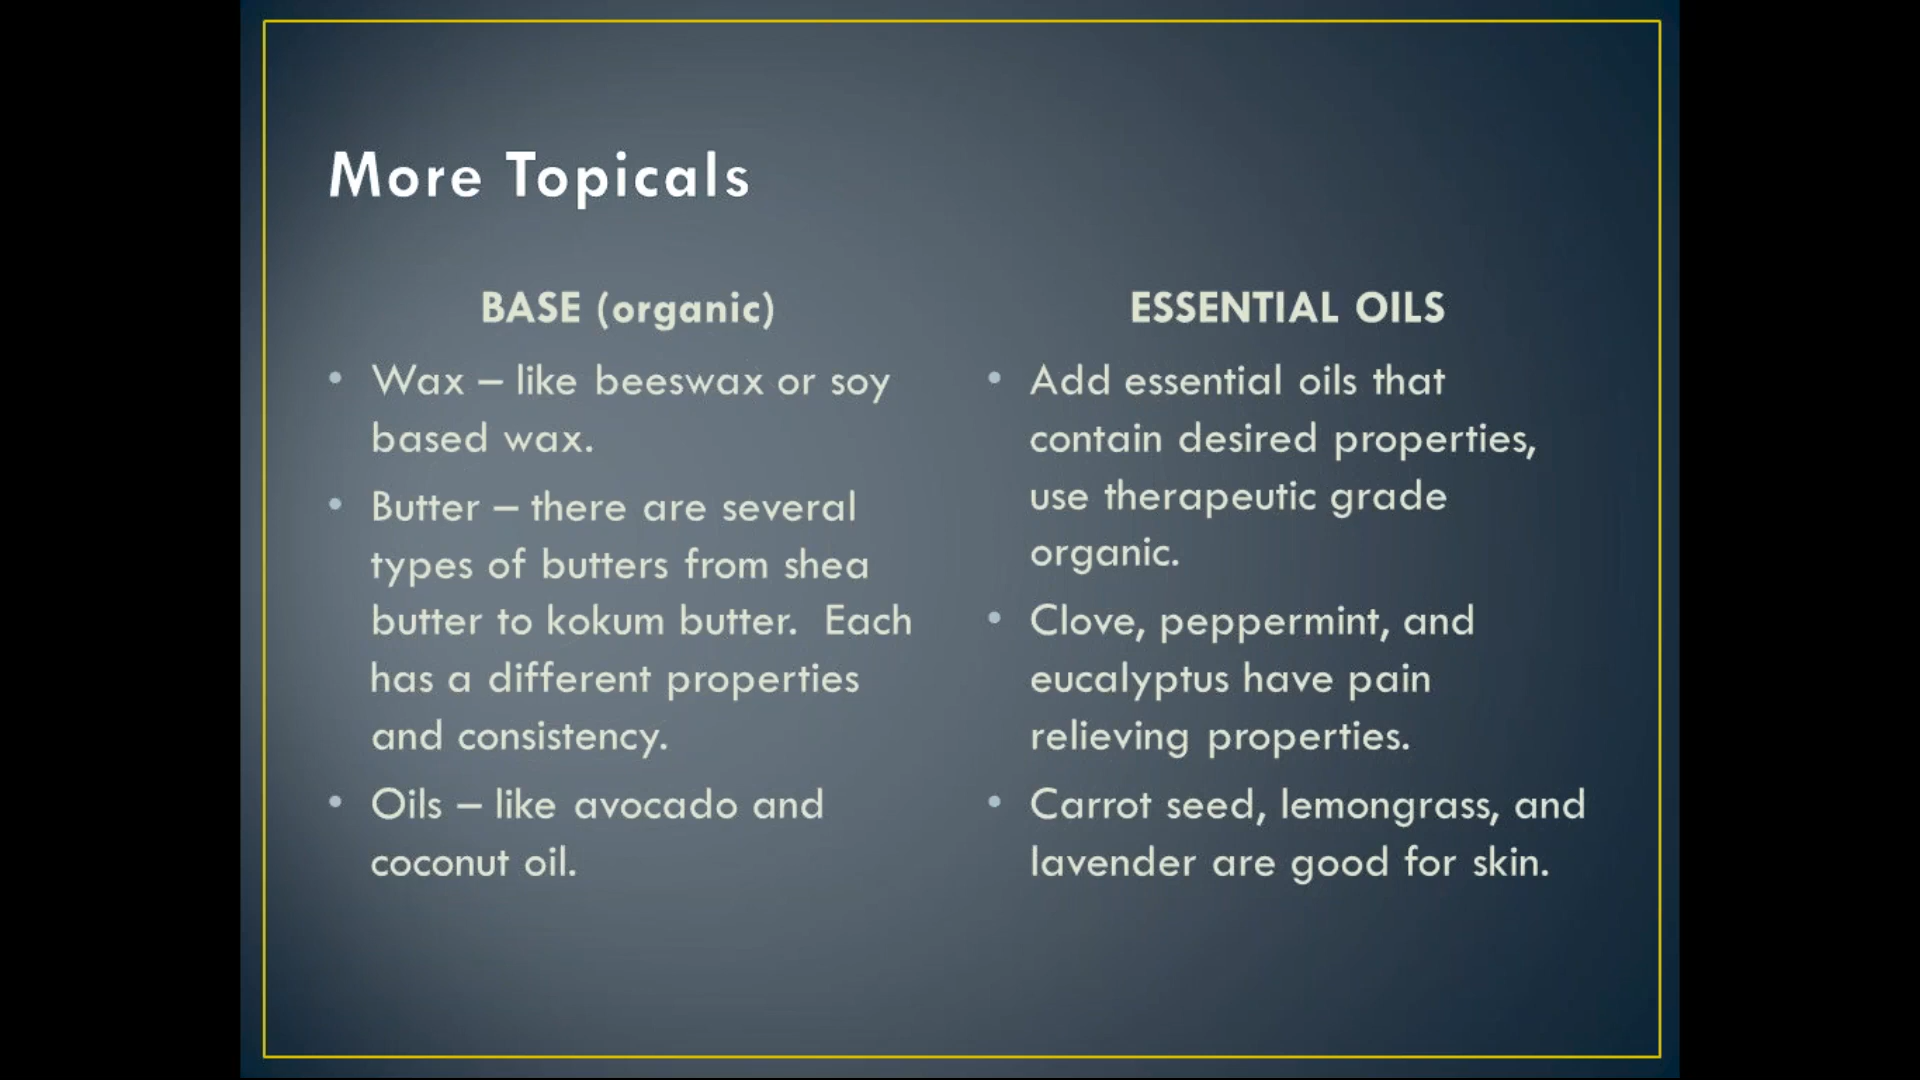 More Topicals
BASE (organic)
• Wax – like beeswax or soy
based wax.
• Butter – there are several
types of butters from shea
butter to kokum butter.  Each
has a different properties
and consistency.
• Oils – like avocado and
coconut oil.
ESSENTIAL OILS
• Add essential oils that
contain desired properties,
use therapeutic grade
organic.
• Clove, peppermint, and
eucalyptus have pain
relieving properties.
• Carrot seed, lemongrass, and
lavender are good for skin.